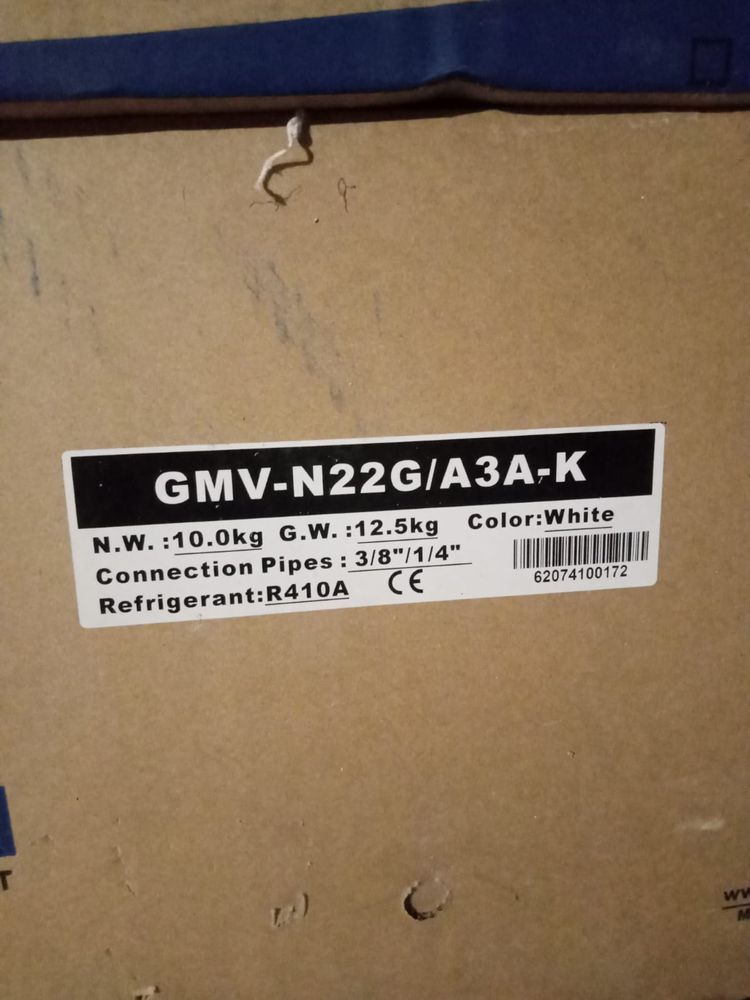 GMV-N22G/A3A-K
N.W. :10.0kg G.W. :12.5kg Color:White
Connection Pipes : 3/8"/1/4"
Refrigerant:R410A CE
62074100172
T